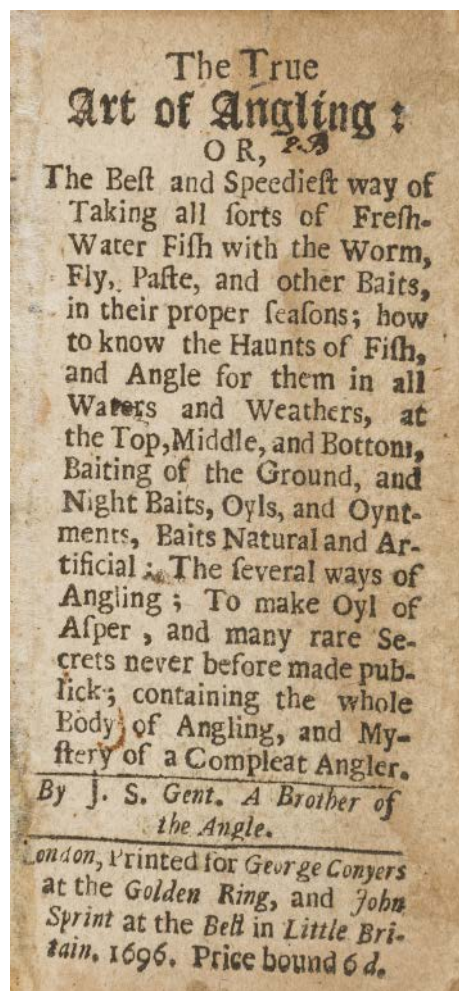 The True
Art of Angling:
OR,
The Beſt and Speedieſt way of
Taking all ſorts of Freſh-
Water Fiſh with the Worm,
Fly, Paſte, and other Baits,
in their proper ſeaſons; how
to know the Haunts of Fiſh,
and Angle for them in all
Waters and Weathers, at
the Top, Middle, and Bottom,
Baiting of the Ground, and
Night Baits, Oyls, and Oynt-
ments, Baits Natural and Ar-
tificial; The ſeveral ways of
Angling; To make Oyl of
Aſper, and many rare Se-
crets never before made pub-
lick; containing the whole
Body of Angling, and My-
ſtery of a Compleat Angler.
By J. S. Gent. A Brother of
the Angle.
London, Printed for George Conyers
at the Golden Ring, and John
Sprint at the Bell in Little Bri-
tain. 1696. Price bound 6 d.